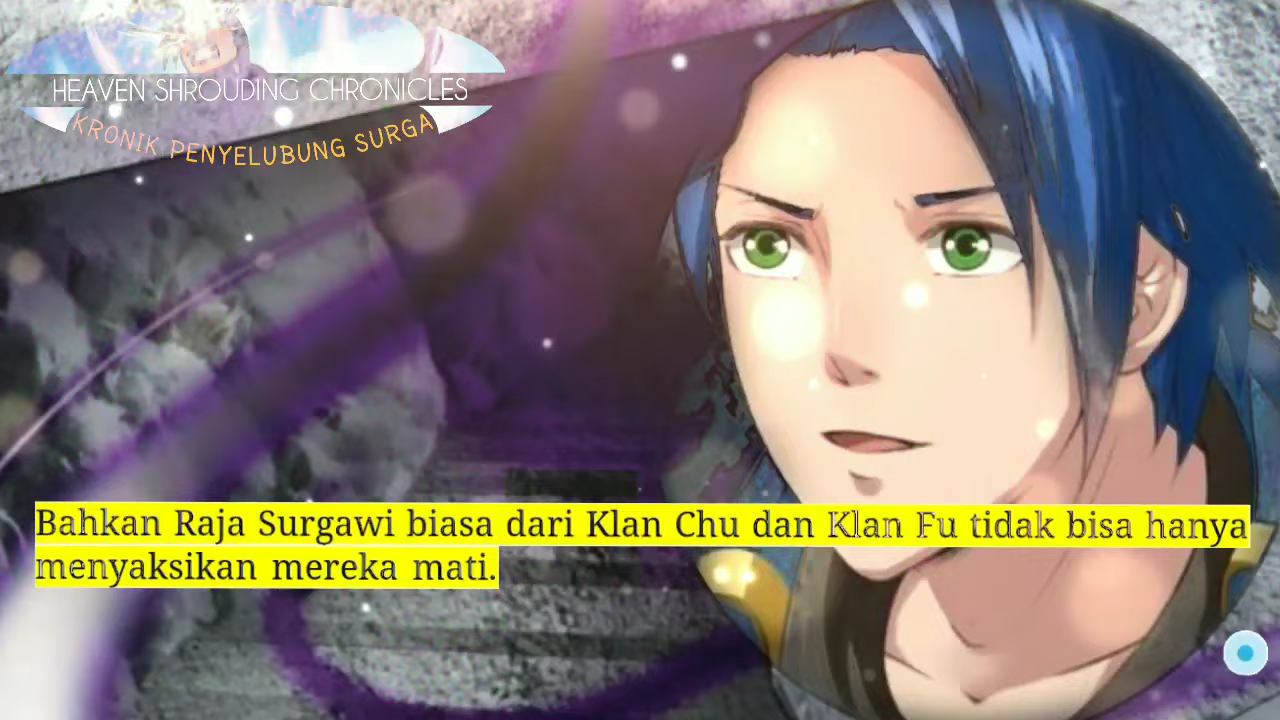 HEAVEN SHROUDING CHRONICLES
KRONIK PENYELUBUNG SURGA
Bahkan Raja Surgawi biasa dari Klan Chu dan Klan Fu tidak bisa hanya
menyaksikan mereka mati.